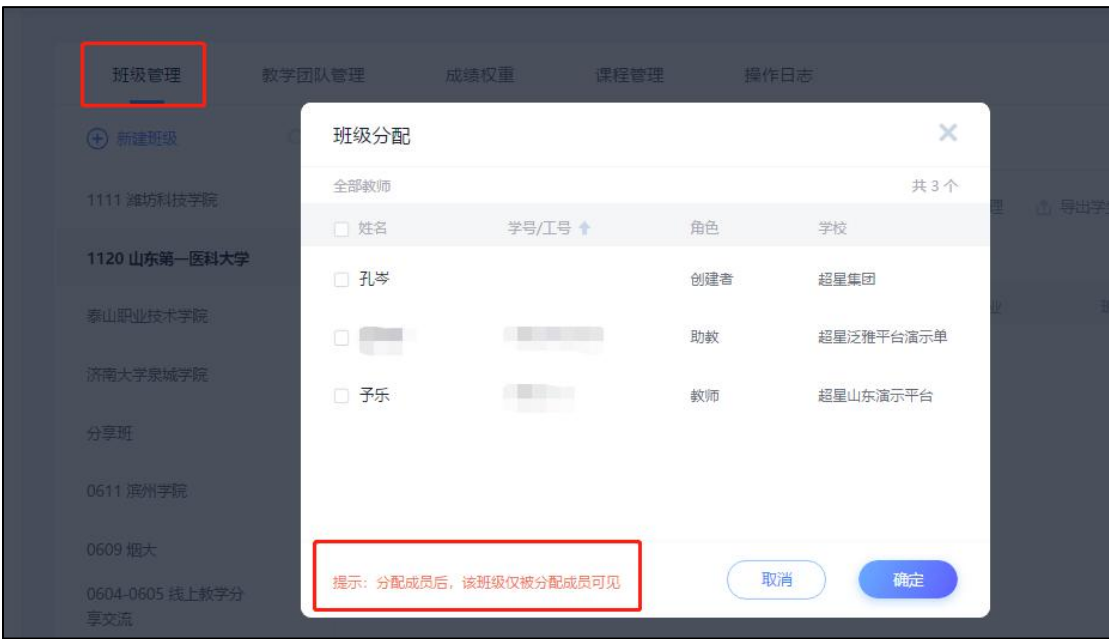 班级管理 教学团队管理 成绩权重 课程管理 操作日志
新建班级
班级分配
全部教师 共 3 个
1111 潍坊科技学院
理 导出学生
姓名 学号/工号 角色 学校
1120 山东第一医科大学
孔岑 创建者 超星集团
泰山职业技术学院
业
助教 超星泛雅平台演示单
济南大学泉城学院
予乐 教师 超星山东演示平台
分享班
0611 滨州学院
0609 烟大
提示：分配成员后，该班级仅被分配成员可见 取消 确定
0604-0605 线上教学分
享交流